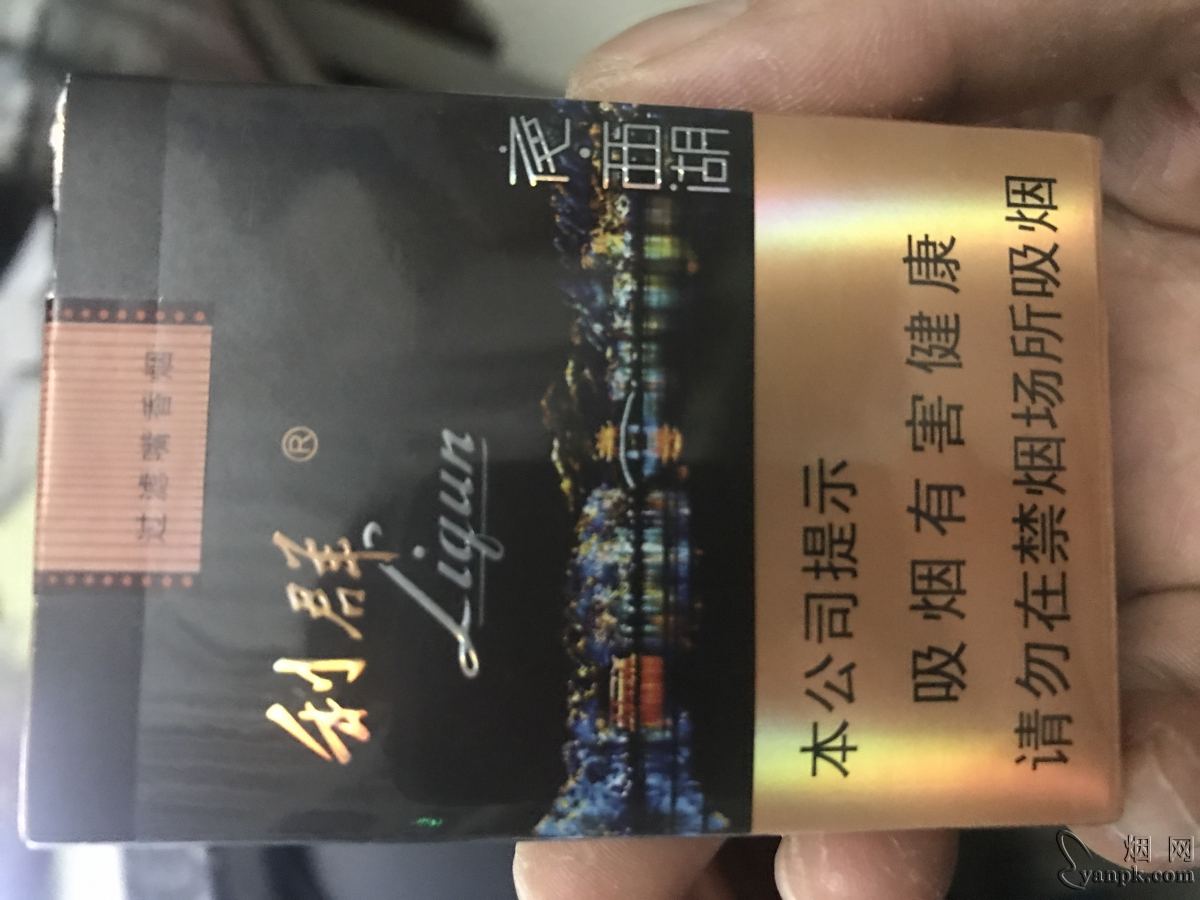 过滤嘴香烟
利群®
Liqun
夜·西湖
本公司提示
吸烟有害健康
请勿在禁烟场所吸烟
烟网
yanpk.com